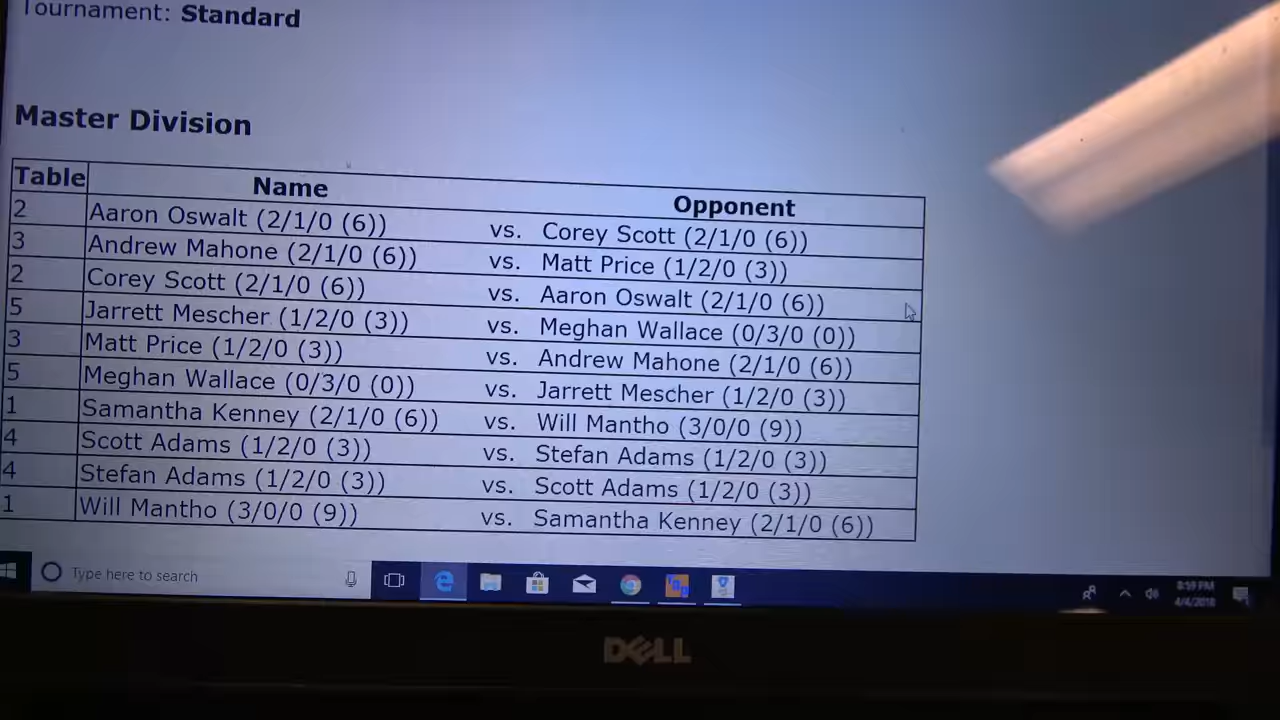 Tournament: Standard
Master Division
Table Name Opponent
2 Aaron Oswalt (2/1/0 (6)) vs. Corey Scott (2/1/0 (6))
3 Andrew Mahone (2/1/0 (6)) vs. Matt Price (1/2/0 (3))
2 Corey Scott (2/1/0 (6)) vs. Aaron Oswalt (2/1/0 (6))
5 Jarrett Mescher (1/2/0 (3)) vs. Meghan Wallace (0/3/0 (0))
3 Matt Price (1/2/0 (3)) vs. Andrew Mahone (2/1/0 (6))
5 Meghan Wallace (0/3/0 (0)) vs. Jarrett Mescher (1/2/0 (3))
1 Samantha Kenney (2/1/0 (6)) vs. Will Mantho (3/0/0 (9))
4 Scott Adams (1/2/0 (3)) vs. Stefan Adams (1/2/0 (3))
4 Stefan Adams (1/2/0 (3)) vs. Scott Adams (1/2/0 (3))
1 Will Mantho (3/0/0 (9)) vs. Samantha Kenney (2/1/0 (6))
Type here to search
8:59 PM
4/4/2018
DELL